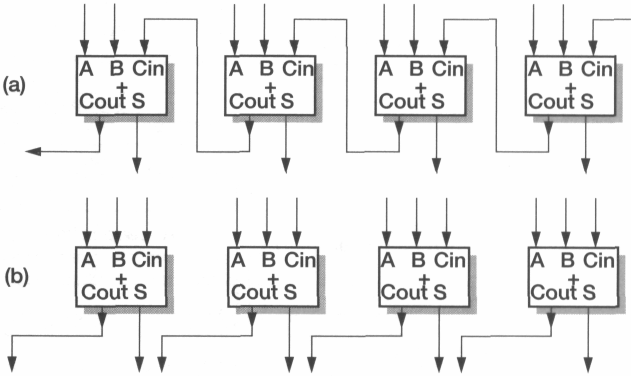 A B Cin A B Cin A B Cin A B Cin
(a) + + + +
Cout S Cout S Cout S Cout S
A B Cin A B Cin A B Cin A B Cin
(b) + + + +
Cout S Cout S Cout S Cout S